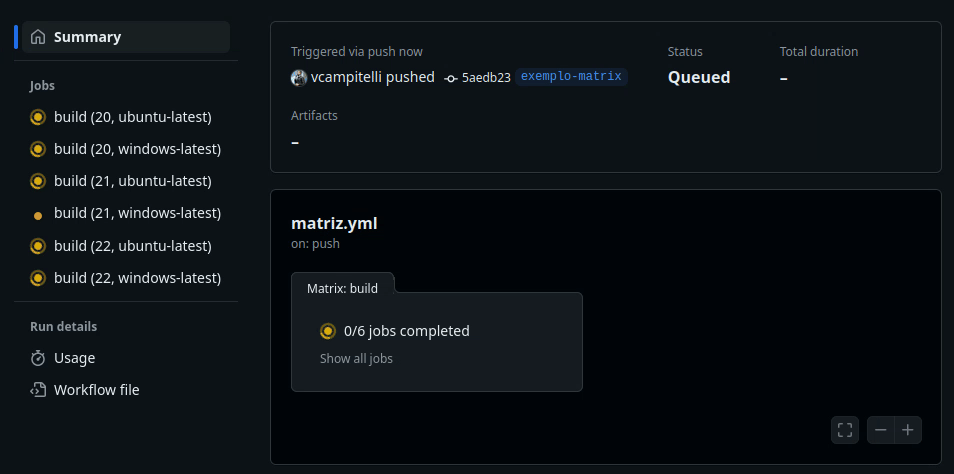 Summary
Jobs
build (20, ubuntu-latest)
build (20, windows-latest)
build (21, ubuntu-latest)
build (21, windows-latest)
build (22, ubuntu-latest)
build (22, windows-latest)
Run details
Usage
Workflow file
Triggered via push now
vcampitelli pushed 5aedb23 exemplo-matrix
Status
Queued
Total duration
–
Artifacts
–
matriz.yml
on: push
Matrix: build
0/6 jobs completed
Show all jobs